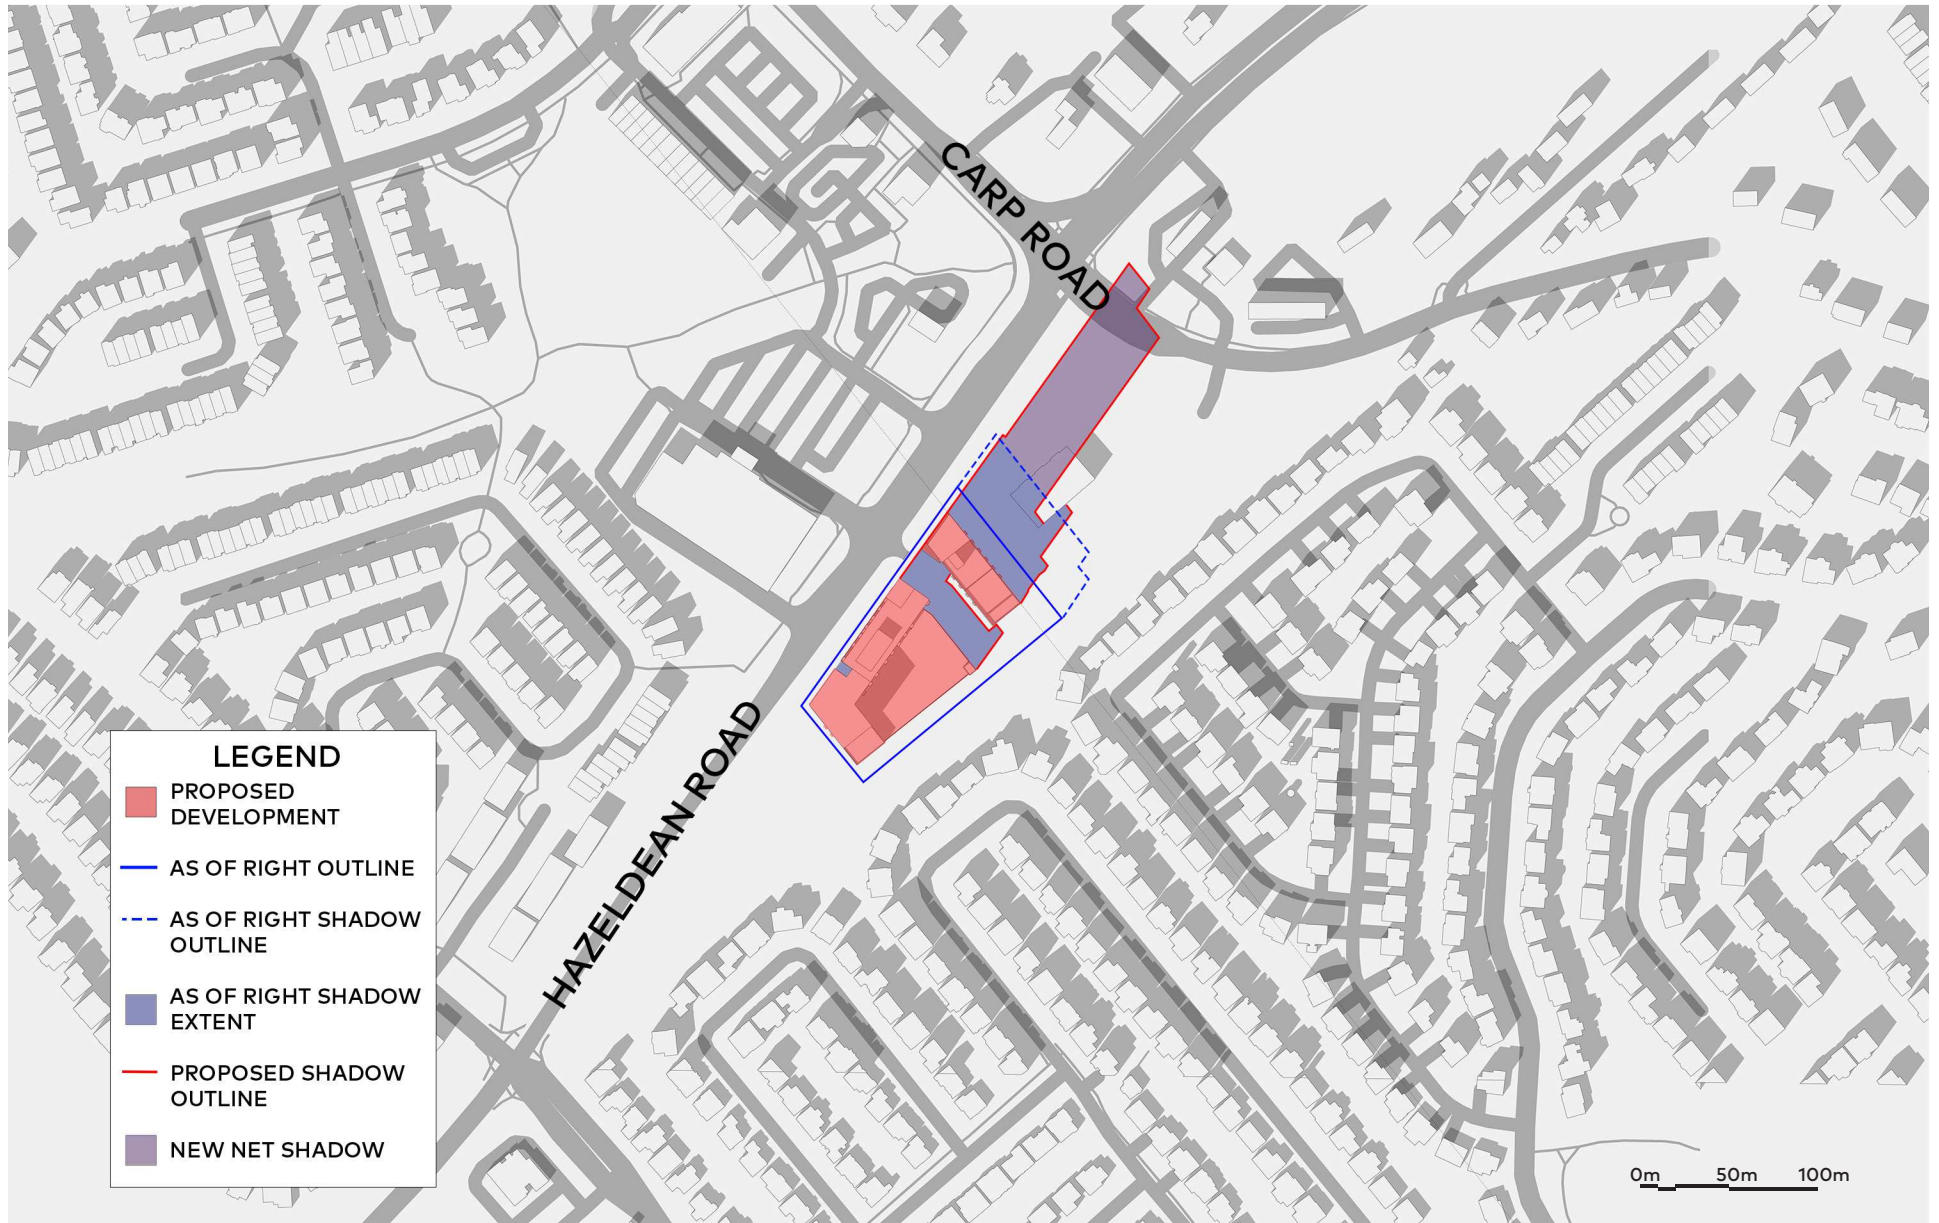 CARP ROAD
HAZELDEAN ROAD
LEGEND
PROPOSED
DEVELOPMENT
AS OF RIGHT OUTLINE
AS OF RIGHT SHADOW
OUTLINE
AS OF RIGHT SHADOW
EXTENT
PROPOSED SHADOW
OUTLINE
NEW NET SHADOW
0m 50m 100m